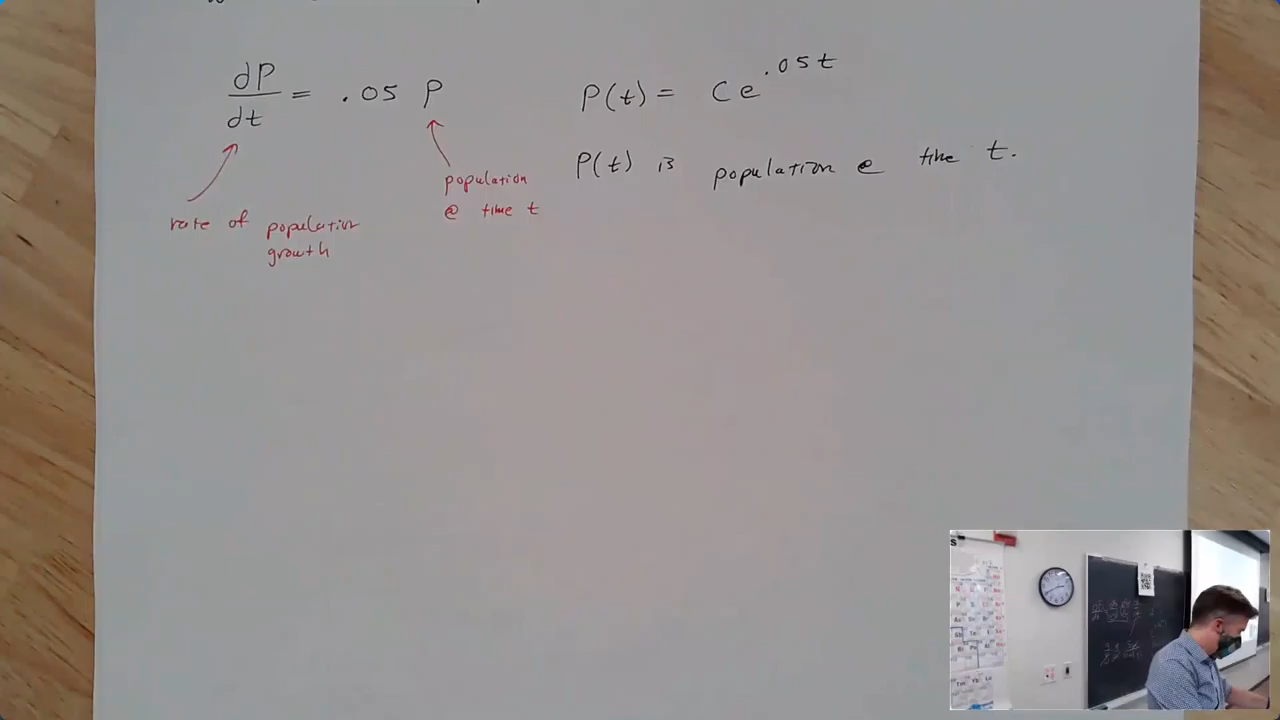 dP/dt = .05 P
P(t) = Ce^.05t
P(t) is population @ time t.
population
@ time t
rate of population
growth